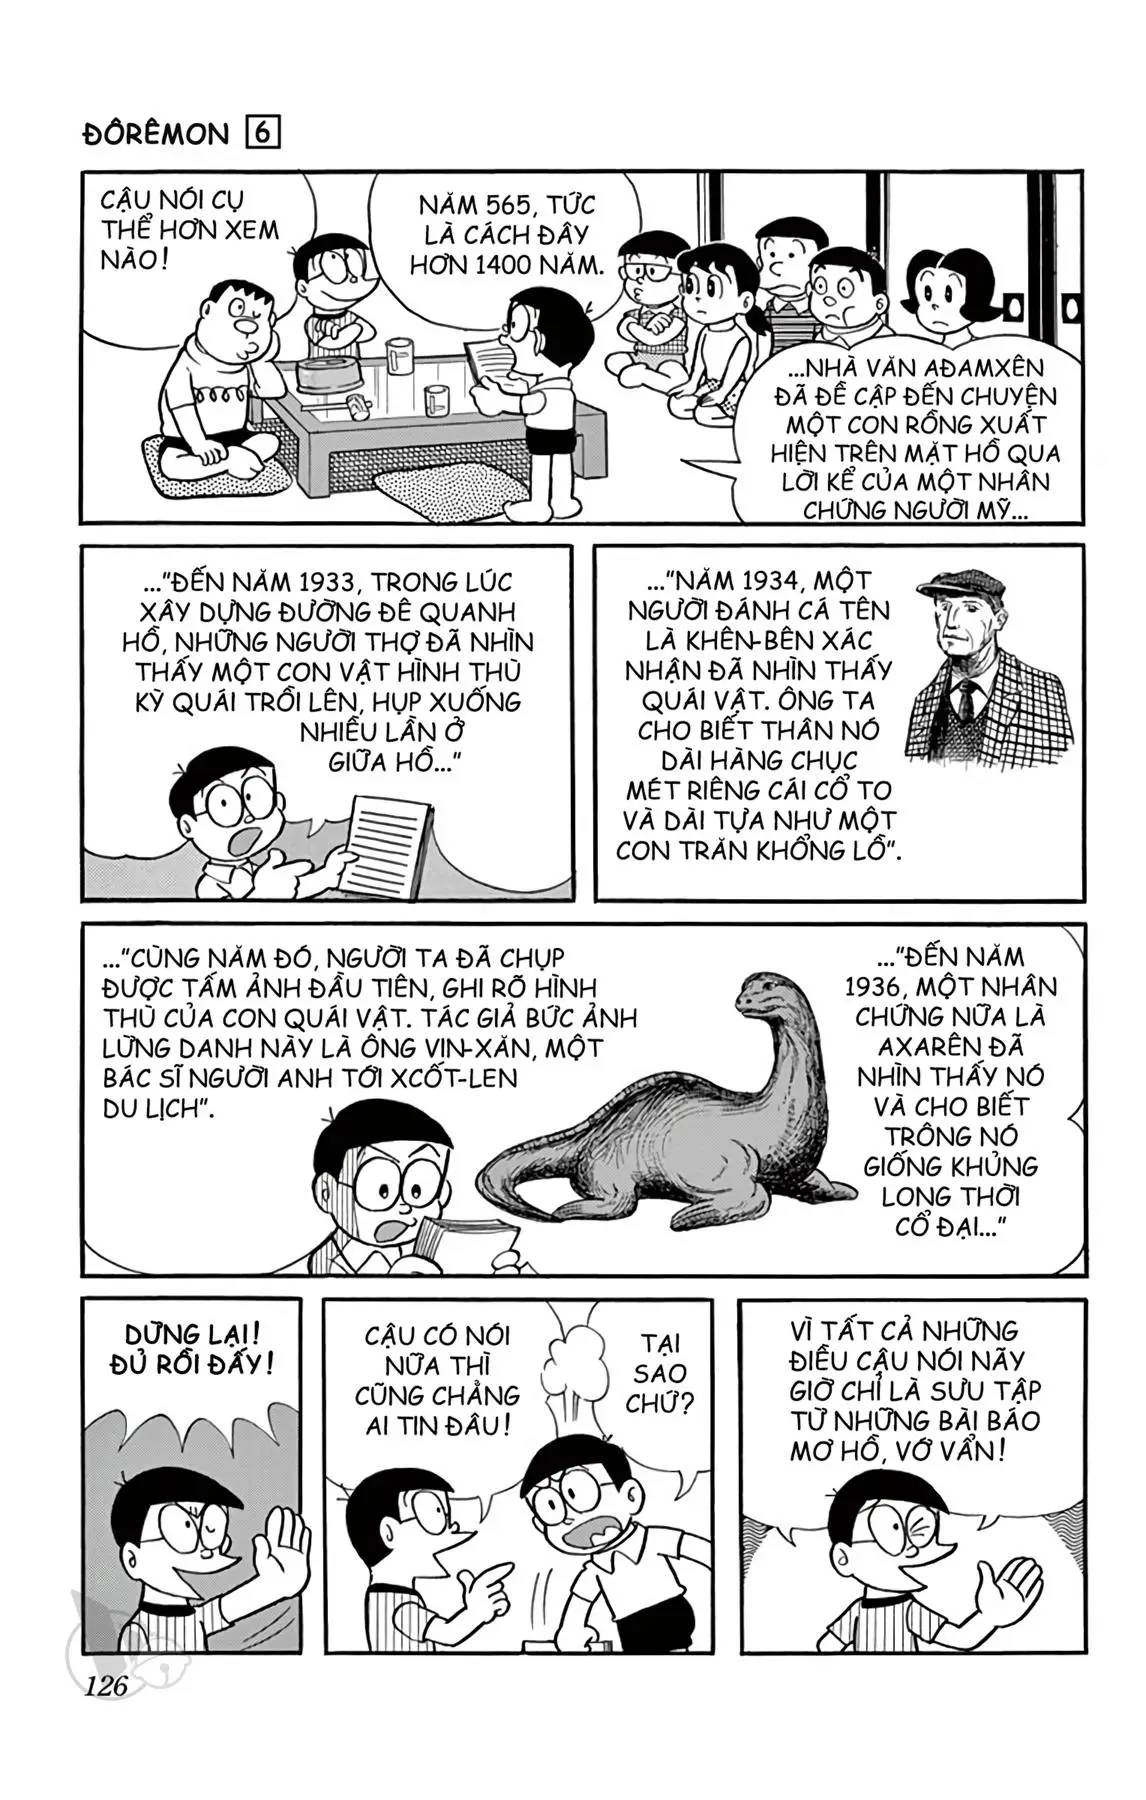 ĐÔRÊMON 6
CẬU NÓI CỤ
THỂ HƠN XEM
NÀO!
NĂM 565, TỨC
LÀ CÁCH ĐÂY
HƠN 1400 NĂM.
...NHÀ VĂN AĐAMXÊN
ĐÃ ĐỀ CẬP ĐẾN CHUYỆN
MỘT CON RỒNG XUẤT
HIỆN TRÊN MẶT HỒ QUA
LỜI KỂ CỦA MỘT NHÂN
CHỨNG NGƯỜI MỸ...
..."ĐẾN NĂM 1933, TRONG LÚC
XÂY DỰNG ĐƯỜNG ĐÊ QUANH
HỒ, NHỮNG NGƯỜI THỢ ĐÃ NHÌN
THẤY MỘT CON VẬT HÌNH THÙ
KỲ QUÁI TRỒI LÊN, HỤP XUỐNG
NHIỀU LẦN Ở
GIỮA HỒ..."
..."NĂM 1934, MỘT
NGƯỜI ĐÁNH CÁ TÊN
LÀ KHÊN-BÊN XÁC
NHẬN ĐÃ NHÌN THẤY
QUÁI VẬT. ÔNG TA
CHO BIẾT THÂN NÓ
DÀI HÀNG CHỤC
MÉT RIÊNG CÁI CỔ TO
VÀ DÀI TỰA NHƯ MỘT
CON TRĂN KHỔNG LỒ".
..."CÙNG NĂM ĐÓ, NGƯỜI TA ĐÃ CHỤP
ĐƯỢC TẤM ẢNH ĐẦU TIÊN, GHI RÕ HÌNH
THÙ CỦA CON QUÁI VẬT. TÁC GIẢ BỨC ẢNH
LỪNG DANH NÀY LÀ ÔNG VIN-XĂN, MỘT
BÁC SĨ NGƯỜI ANH TỚI XCỐT-LEN
DU LỊCH".
..."ĐẾN NĂM
1936, MỘT NHÂN
CHỨNG NỮA LÀ
AXARÊN ĐÃ
NHÌN THẤY NÓ
VÀ CHO BIẾT
TRÔNG NÓ
GIỐNG KHỦNG
LONG THỜI
CỔ ĐẠI..."
DỪNG LẠI!
ĐỦ RỒI ĐẤY!
CẬU CÓ NÓI
NỮA THÌ
CŨNG CHẲNG
AI TIN ĐÂU!
TẠI
SAO
CHỨ?
VÌ TẤT CẢ NHỮNG
ĐIỀU CẬU NÓI NÃY
GIỜ CHỈ LÀ SƯU TẬP
TỪ NHỮNG BÀI BÁO
MƠ HỒ, VỚ VẨN!
126